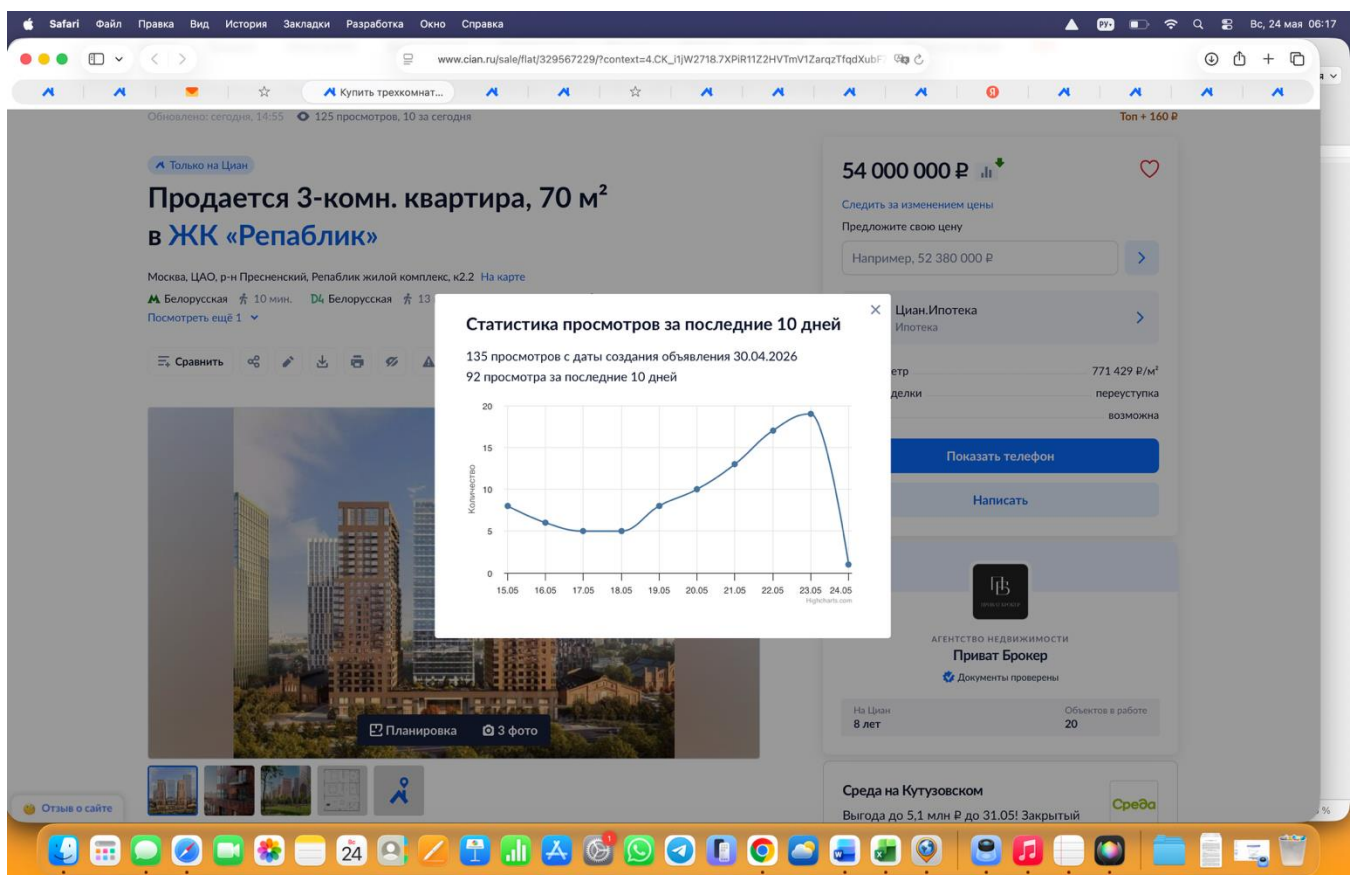 Safari Файл Правка Вид История Закладки Разработка Окно Справка
РУ
Вс, 24 мая 06:17
www.cian.ru/sale/flat/329567229/?context=4.CK_i1jW2718.7XPiR11Z2HVTmV1ZarqzTfqdXubF
Купить трехкомнат...
Обновлено: сегодня, 14:55 125 просмотров, 10 за сегодня
Топ + 160 ₽
Только на Циан
Продается 3-комн. квартира, 70 м²
в ЖК «Репаблик»
Москва, ЦАО, р-н Пресненский, Репаблик жилой комплекс, к2.2 На карте
Белорусская 10 мин. D4 Белорусская 13
Посмотреть ещё 1
Сравнить
54 000 000 ₽
Следить за изменением цены
Предложите свою цену
Например, 52 380 000 ₽
Циан.Ипотека
Ипотека
етр 771 429 ₽/м²
делки переуступка
возможна
Показать телефон
Написать
Статистика просмотров за последние 10 дней
135 просмотров с даты создания объявления 30.04.2026
92 просмотра за последние 10 дней
Количество
20
15
10
5
0
15.05 16.05 17.05 18.05 19.05 20.05 21.05 22.05 23.05 24.05
Highcharts.com
Планировка 3 фото
АГЕНТСТВО НЕДВИЖИМОСТИ
Приват Брокер
Документы проверены
На Циан Объектов в работе
8 лет 20
Среда на Кутузовском
Выгода до 5,1 млн ₽ до 31.05! Закрытый
Среда
Отзыв о сайте
%
24